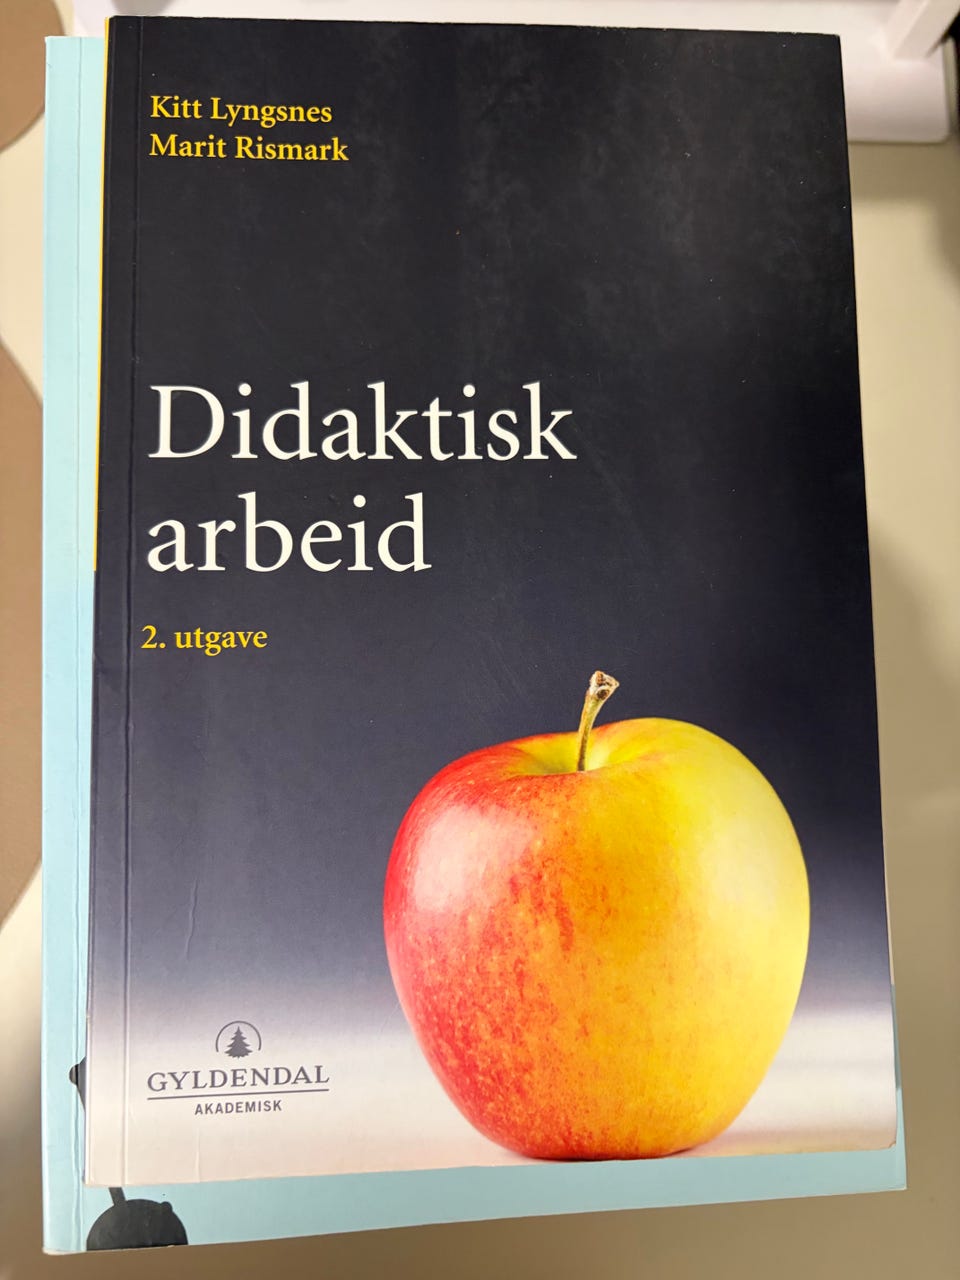 Kitt Lyngsnes
Marit Rismark
Didaktisk
arbeid
2. utgave
GYLDENDAL
AKADEMISK